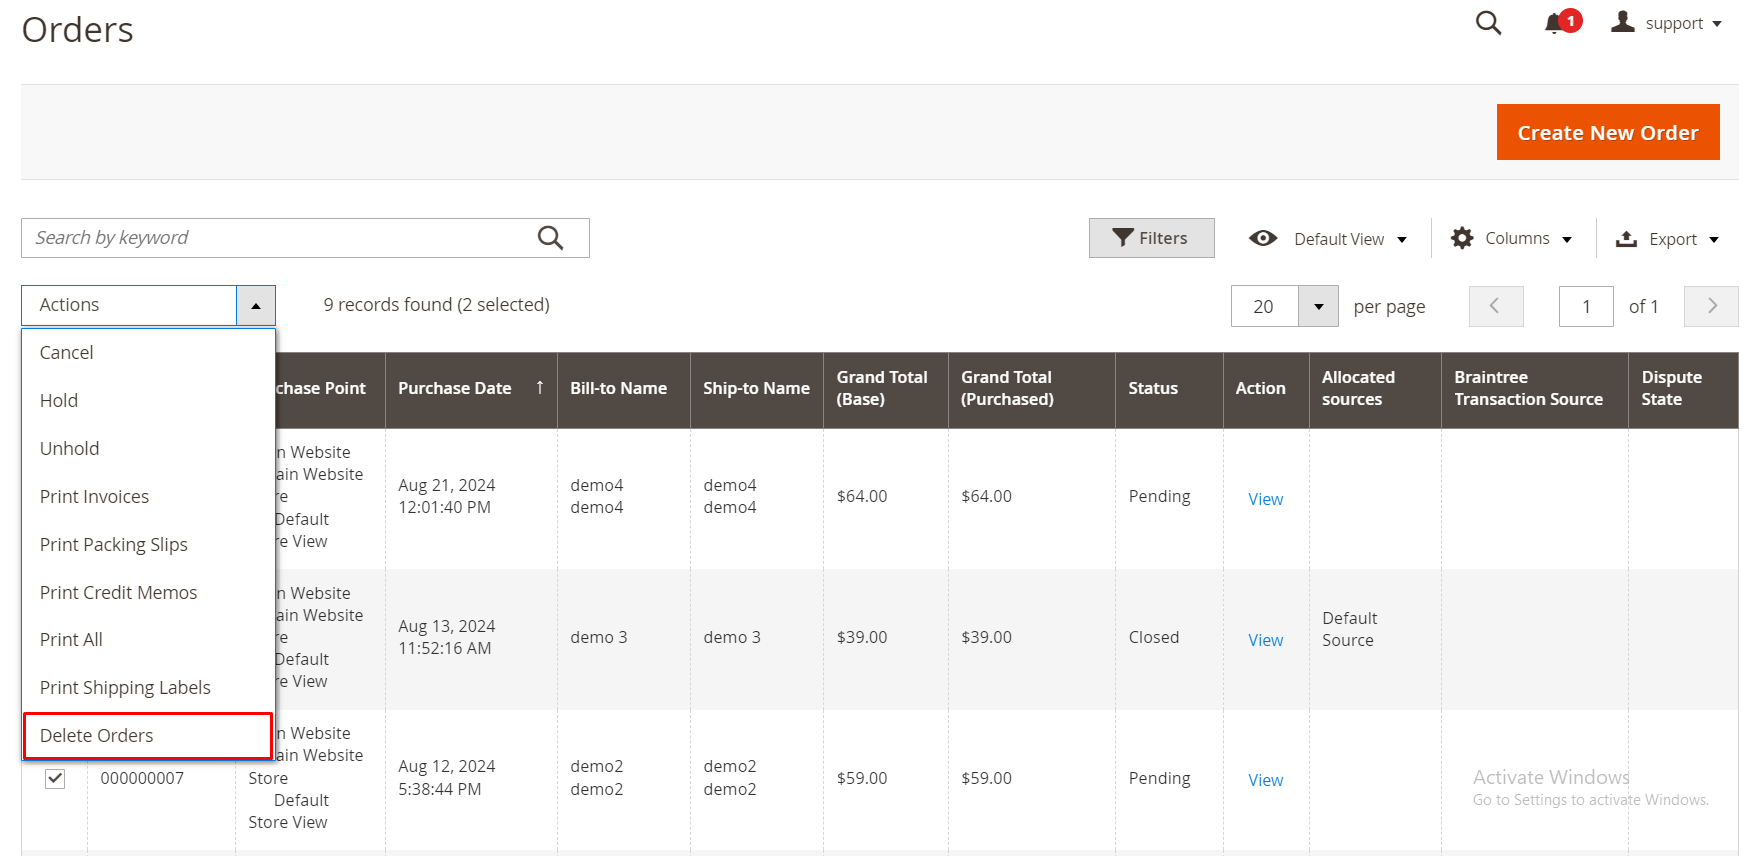 Orders
1
support
Create New Order
Search by keyword
Filters
Default View
Columns
Export
Actions
9 records found (2 selected)
20
per page
1
of 1
Cancel
Hold
Unhold
Print Invoices
Print Packing Slips
Print Credit Memos
Print All
Print Shipping Labels
Delete Orders
chase Point
Purchase Date ↑
Bill-to Name
Ship-to Name
Grand Total
(Base)
Grand Total
(Purchased)
Status
Action
Allocated
sources
Braintree
Transaction Source
Dispute
State
n Website
ain Website
re
Default
re View
Aug 21, 2024
12:01:40 PM
demo4
demo4
demo4
demo4
$64.00
$64.00
Pending
View
n Website
ain Website
re
Default
re View
Aug 13, 2024
11:52:16 AM
demo 3
demo 3
$39.00
$39.00
Closed
View
Default
Source
000000007
n Website
ain Website
Store
Default
Store View
Aug 12, 2024
5:38:44 PM
demo2
demo2
demo2
demo2
$59.00
$59.00
Pending
View
Activate Windows
Go to Settings to activate Windows.